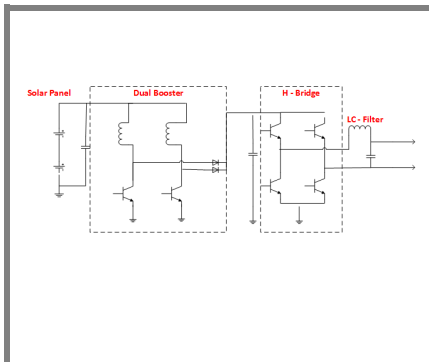 Solar Panel
Dual Booster
H - Bridge
LC - Filter